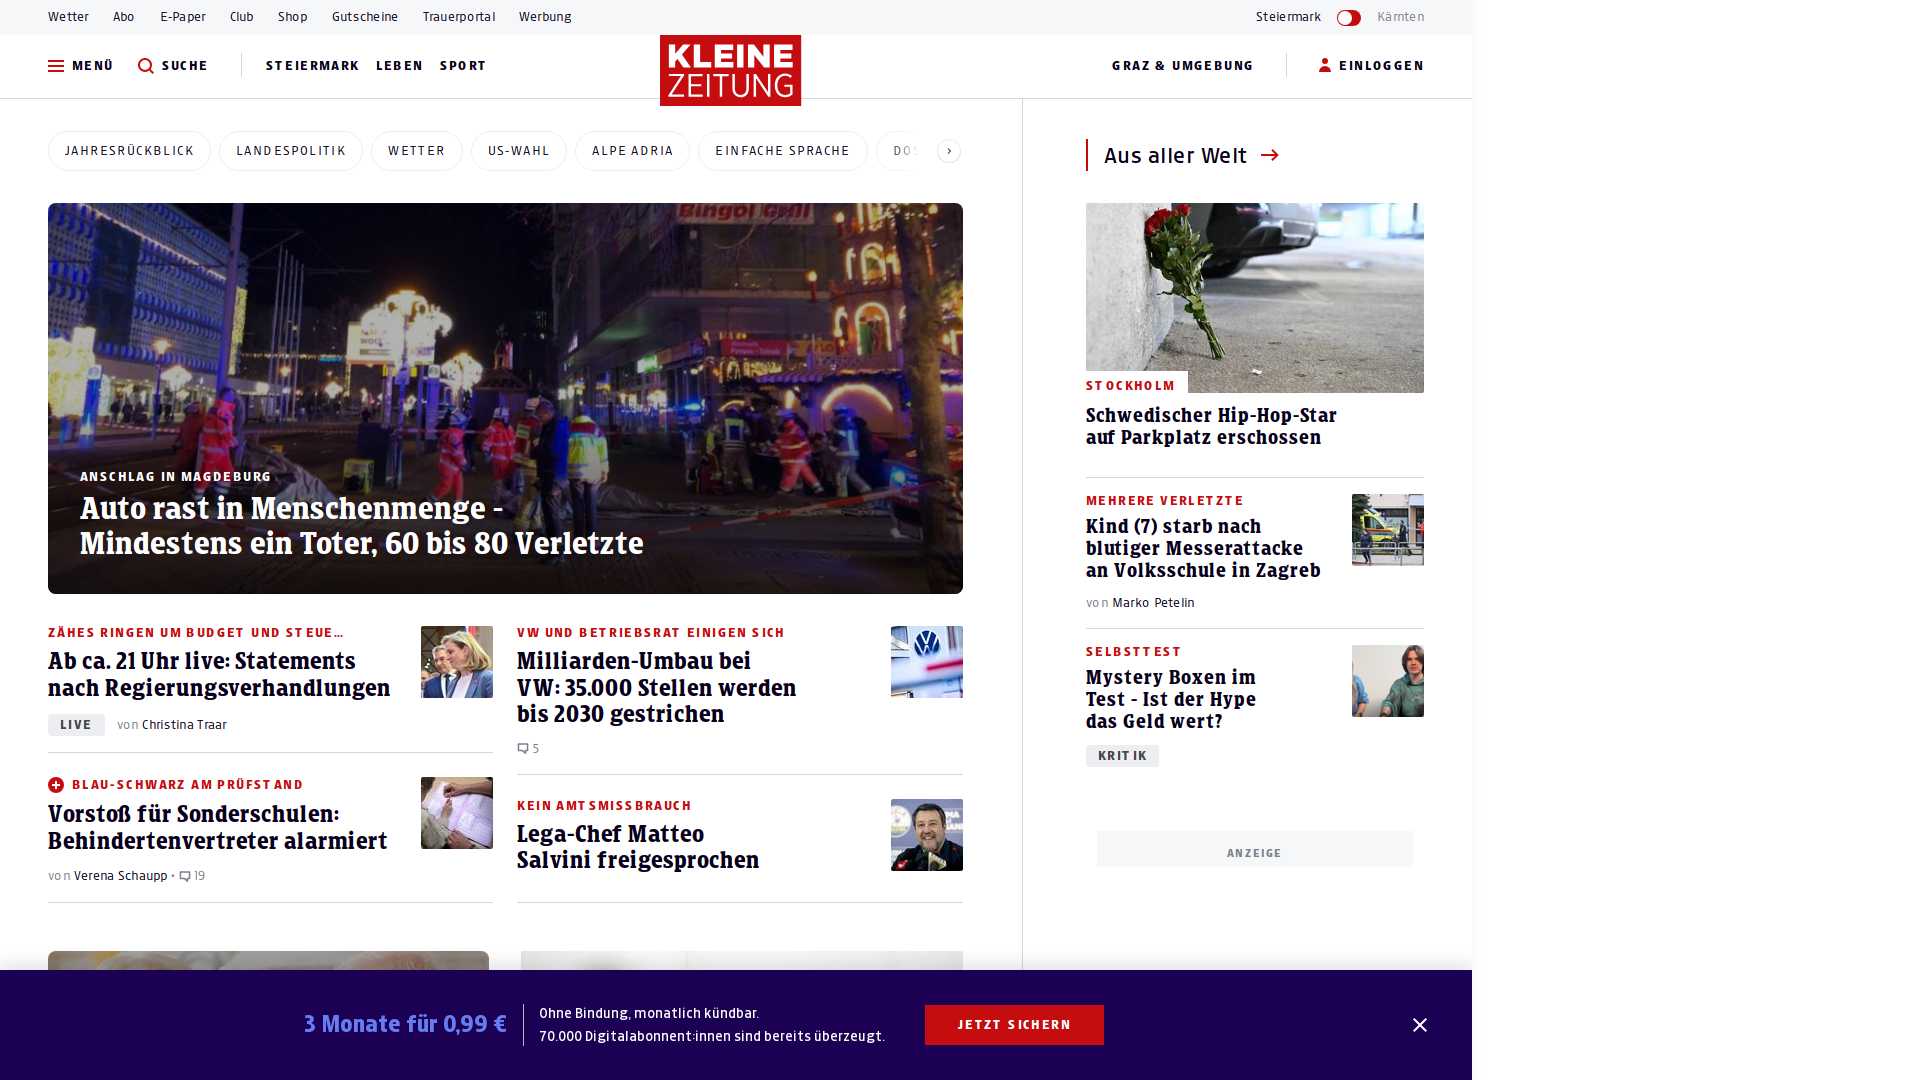 Wetter Abo E-Paper Club Shop Gutscheine Trauerportal Werbung Steiermark Kärnten
MENÜ SUCHE STEIERMARK LEBEN SPORT KLEINE ZEITUNG GRAZ & UMGEBUNG EINLOGGEN
JAHRESRÜCKBLICK LANDESPOLITIK WETTER US-WAHL ALPE ADRIA EINFACHE SPRACHE
Bingöl Grill
ANSCHLAG IN MAGDEBURG
Auto rast in Menschenmenge -
Mindestens ein Toter, 60 bis 80 Verletzte
ZÄHES RINGEN UM BUDGET UND STEUE…
Ab ca. 21 Uhr live: Statements
nach Regierungsverhandlungen
LIVE von Christina Traar
BLAU-SCHWARZ AM PRÜFSTAND
Vorstoß für Sonderschulen:
Behindertenvertreter alarmiert
von Verena Schaupp • 19
VW UND BETRIEBSRAT EINIGEN SICH
Milliarden-Umbau bei
VW: 35.000 Stellen werden
bis 2030 gestrichen
5
KEIN AMTSMISSBRAUCH
Lega-Chef Matteo
Salvini freigesprochen
Aus aller Welt
STOCKHOLM
Schwedischer Hip-Hop-Star
auf Parkplatz erschossen
MEHRERE VERLETZTE
Kind (7) starb nach
blutiger Messerattacke
an Volksschule in Zagreb
von Marko Petelin
SELBSTTEST
Mystery Boxen im
Test - Ist der Hype
das Geld wert?
KRITIK
ANZEIGE
3 Monate für 0,99 €
Ohne Bindung, monatlich kündbar.
70.000 Digitalabonnent:innen sind bereits überzeugt.
JETZT SICHERN